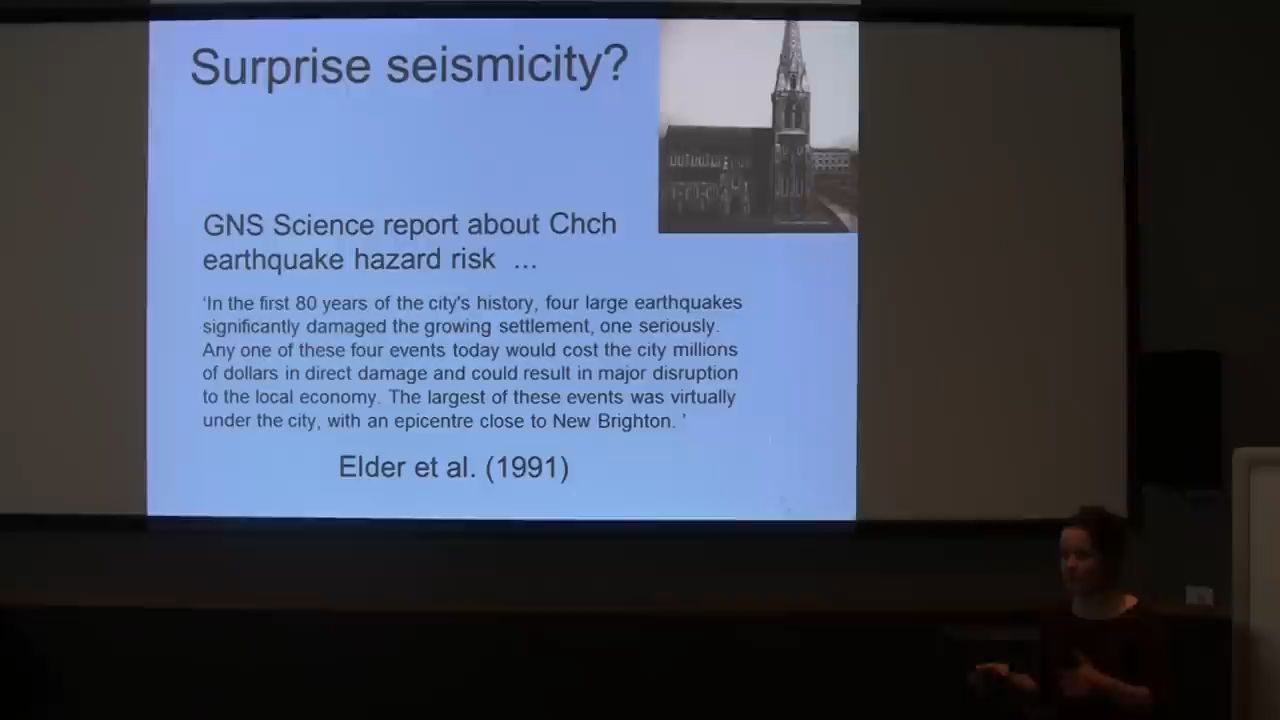 Surprise seismicity?
GNS Science report about Chch
earthquake hazard risk ...
‘In the first 80 years of the city's history, four large earthquakes
significantly damaged the growing settlement, one seriously.
Any one of these four events today would cost the city millions
of dollars in direct damage and could result in major disruption
to the local economy. The largest of these events was virtually
under the city, with an epicentre close to New Brighton. ’
Elder et al. (1991)